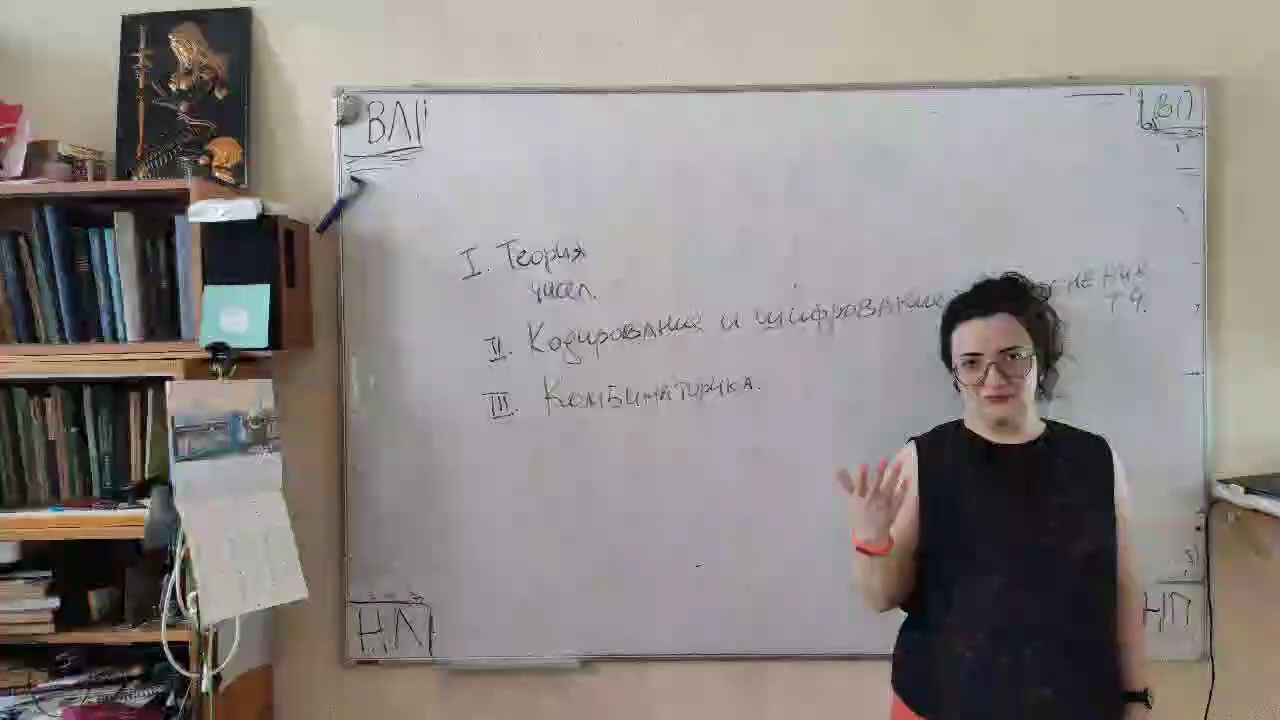 ВЛ
ВП
I. Теория
чисел.
II. Кодирование и шифрование
Т Ч.
III. Комбинаторика.
НЛ
НП